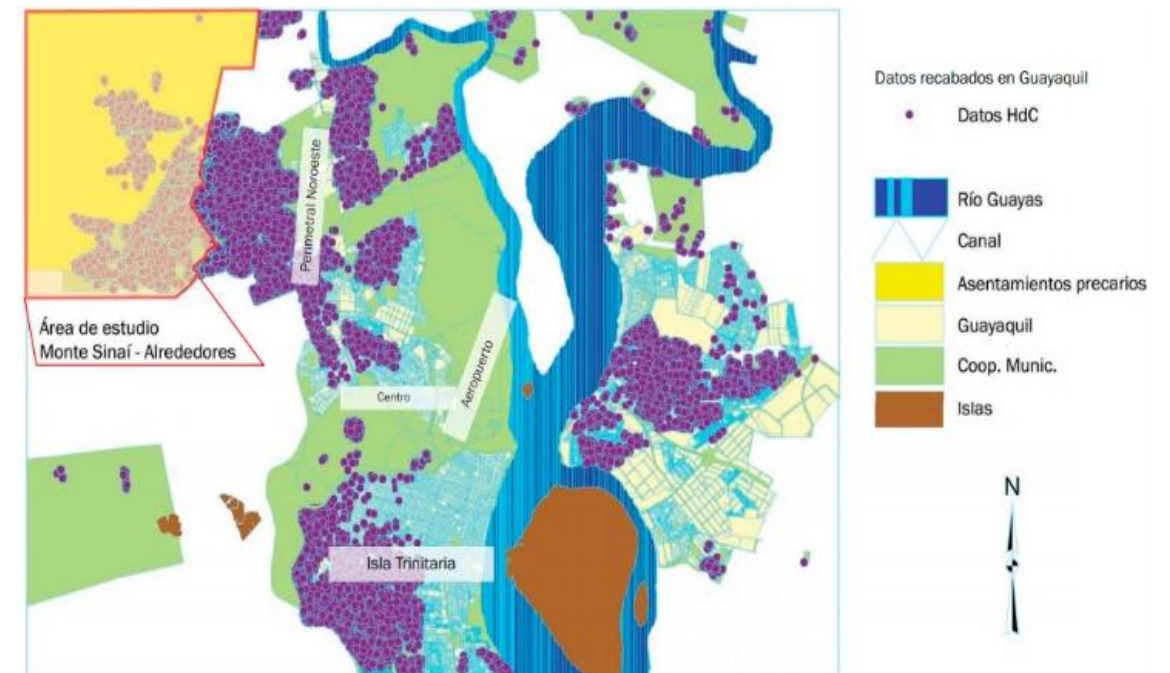 Perimetral Noroeste
Área de estudio
Monte Sinaí - Alrededores
Centro
Aeropuerto
Isla Trinitaria
Datos recabados en Guayaquil
Datos HdC
Río Guayas
Canal
Asentamientos precarios
Guayaquil
Coop. Munic.
Islas
N